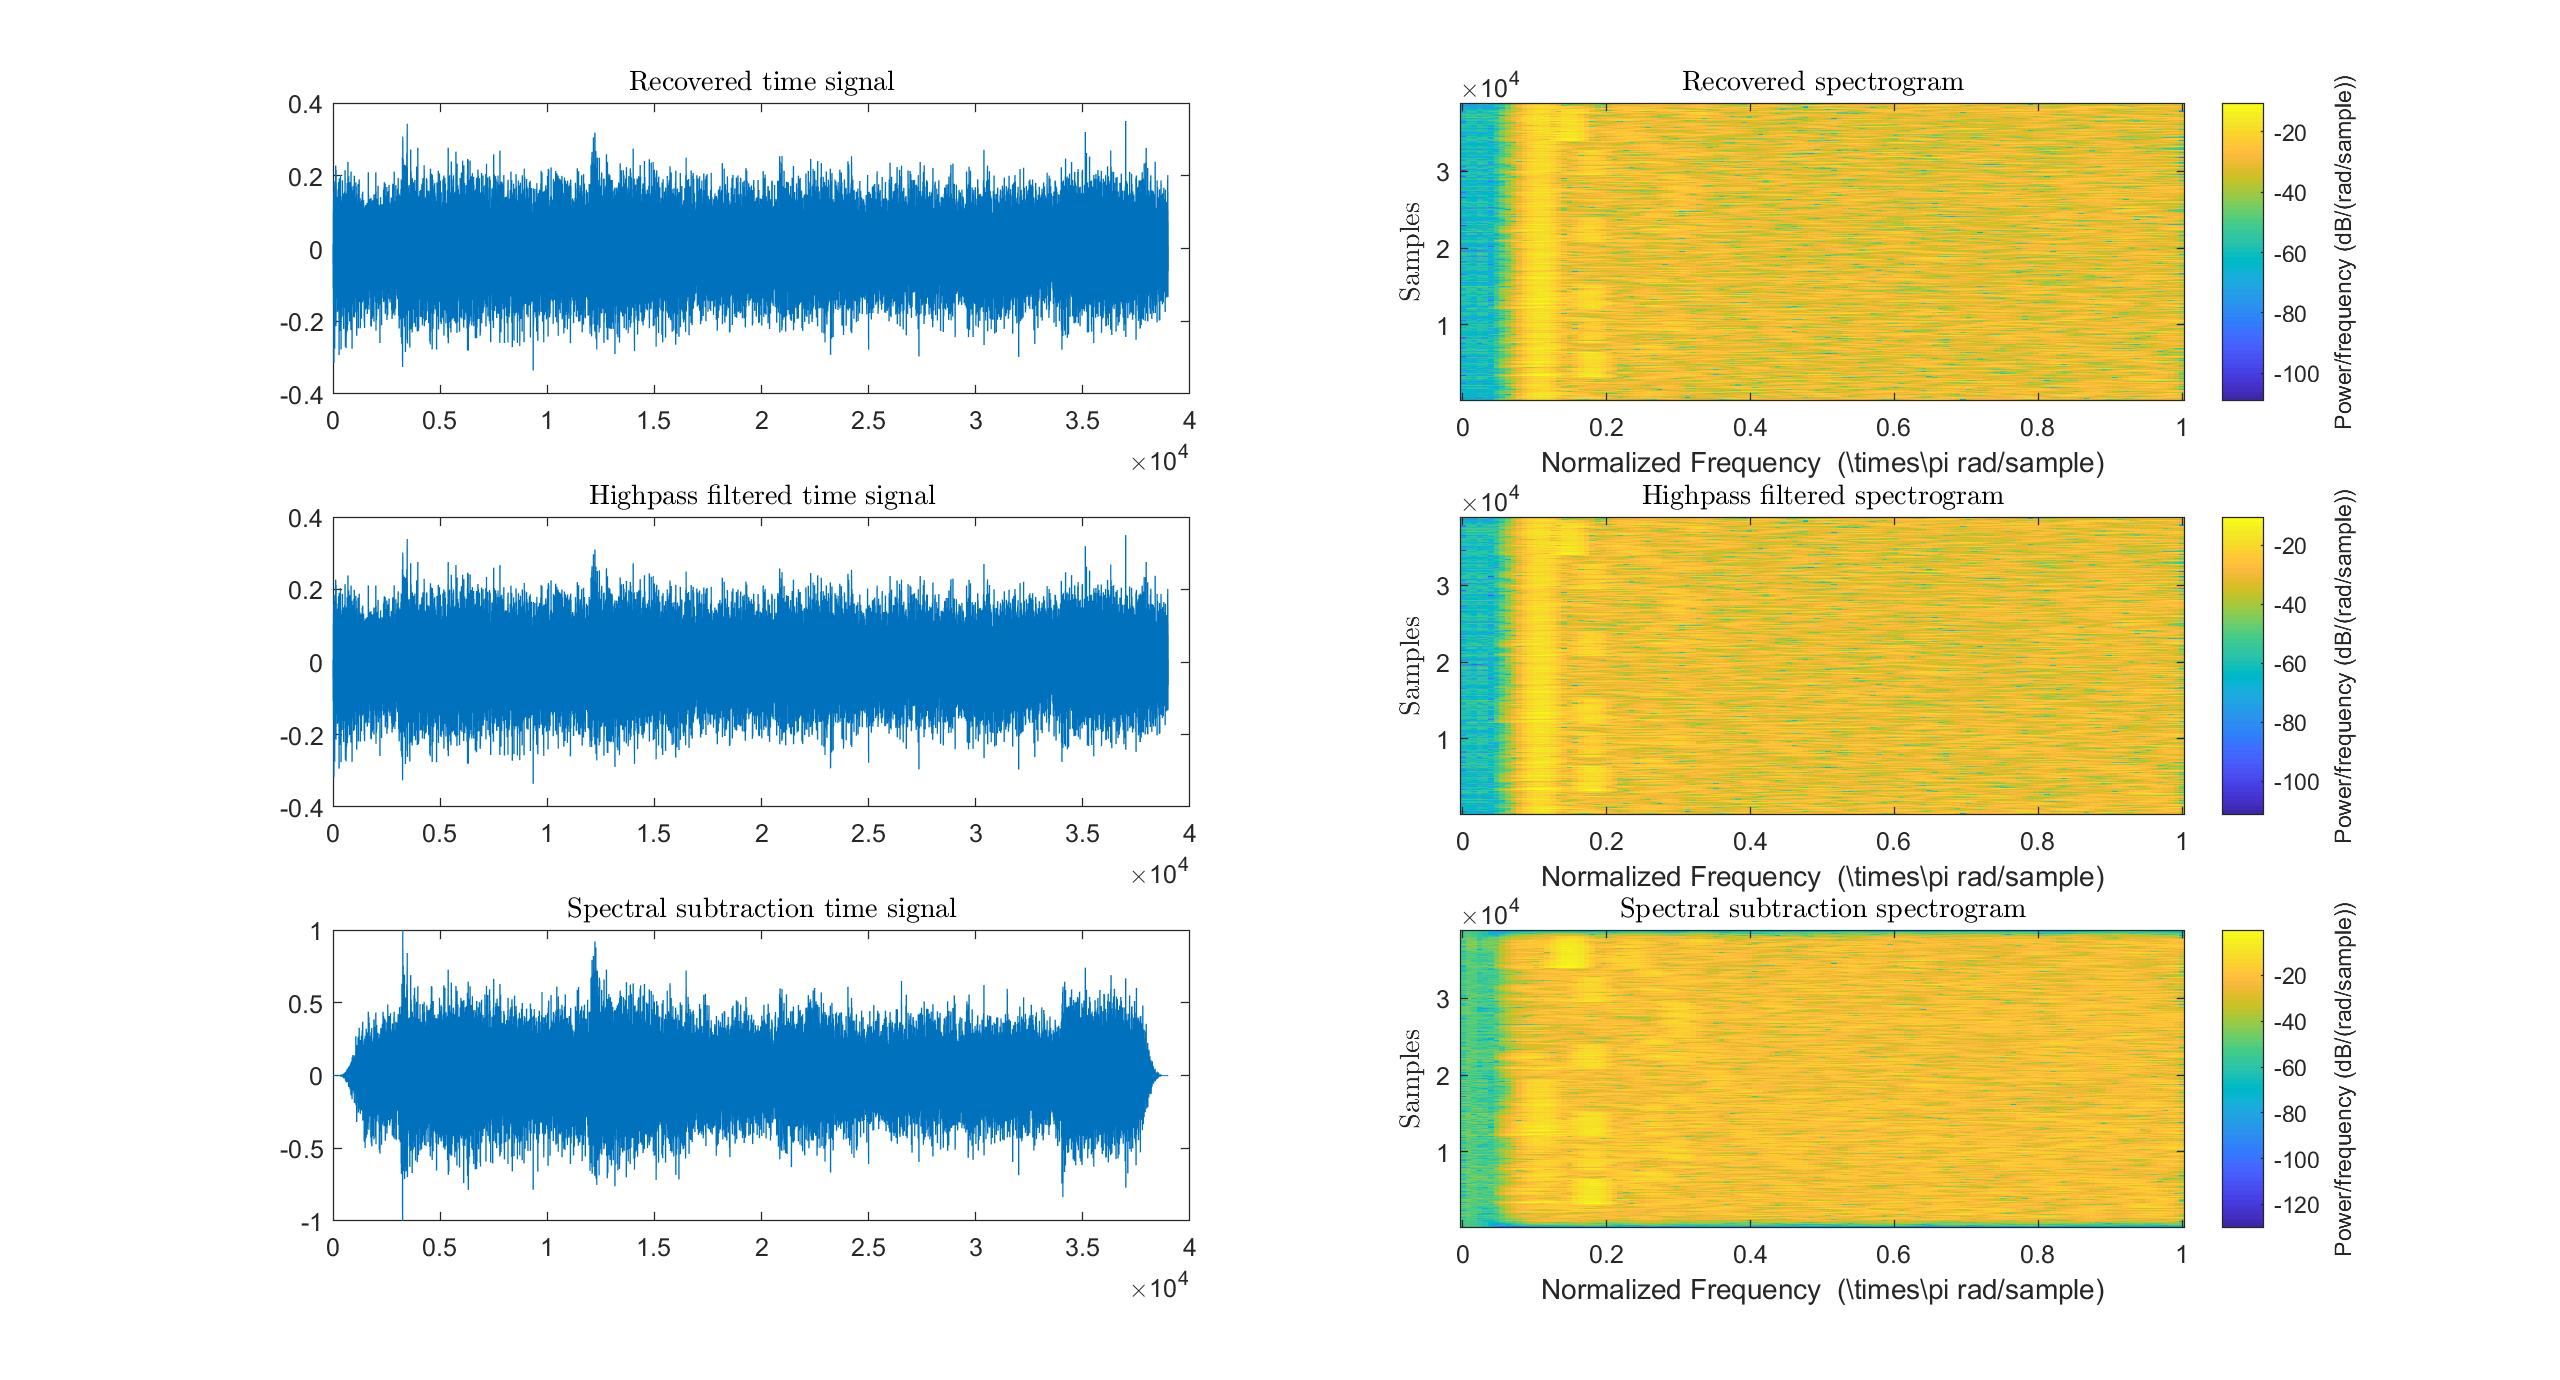 Recovered time signal
0.4
0.2
0
-0.2
-0.4
0 0.5 1 1.5 2 2.5 3 3.5 4
×10^4
Recovered spectrogram
×10^4
3
2
1
Samples
0 0.2 0.4 0.6 0.8 1
Normalized Frequency (\times\pi rad/sample)
-20
-40
-60
-80
-100
Power/frequency (dB/(rad/sample))
Highpass filtered time signal
0.4
0.2
0
-0.2
-0.4
0 0.5 1 1.5 2 2.5 3 3.5 4
×10^4
Highpass filtered spectrogram
×10^4
3
2
1
Samples
0 0.2 0.4 0.6 0.8 1
Normalized Frequency (\times\pi rad/sample)
-20
-40
-60
-80
-100
Power/frequency (dB/(rad/sample))
Spectral subtraction time signal
1
0.5
0
-0.5
-1
0 0.5 1 1.5 2 2.5 3 3.5 4
×10^4
Spectral subtraction spectrogram
×10^4
3
2
1
Samples
0 0.2 0.4 0.6 0.8 1
Normalized Frequency (\times\pi rad/sample)
-20
-40
-60
-80
-100
-120
Power/frequency (dB/(rad/sample))